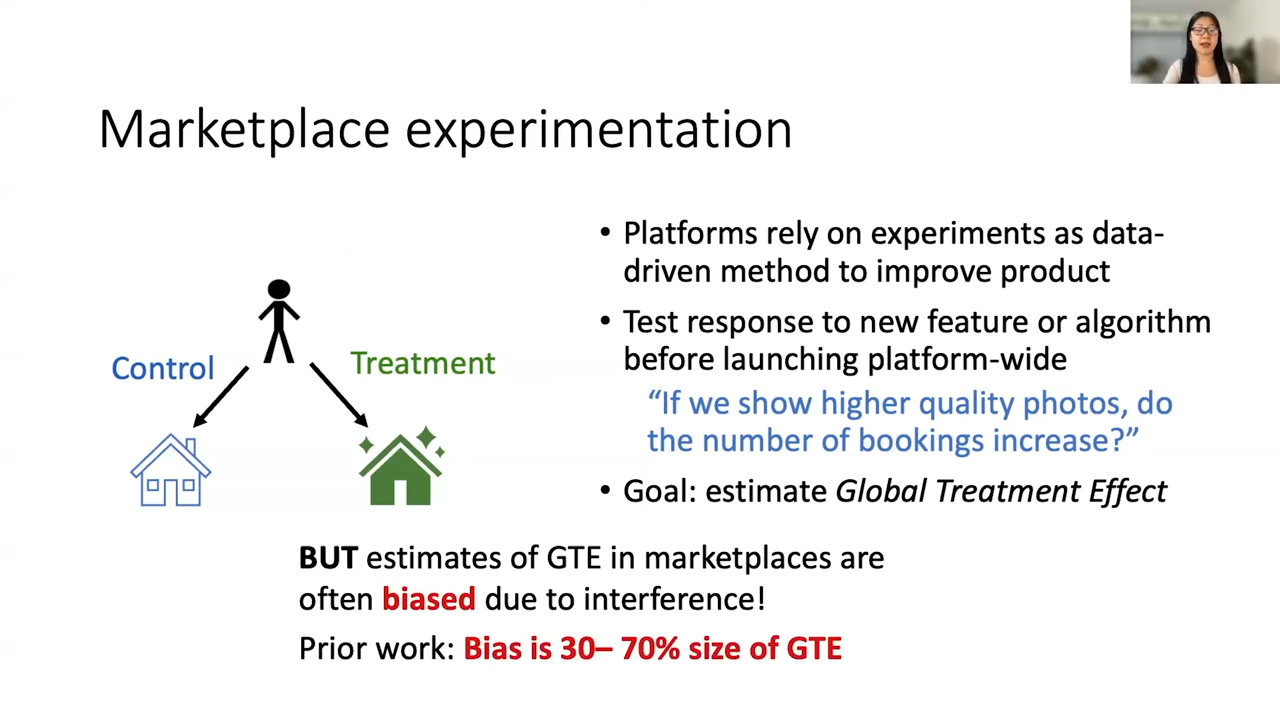 Marketplace experimentation
Control
Treatment
• Platforms rely on experiments as data-
driven method to improve product
• Test response to new feature or algorithm
before launching platform-wide
“If we show higher quality photos, do
the number of bookings increase?”
• Goal: estimate Global Treatment Effect
BUT estimates of GTE in marketplaces are
often biased due to interference!
Prior work: Bias is 30– 70% size of GTE